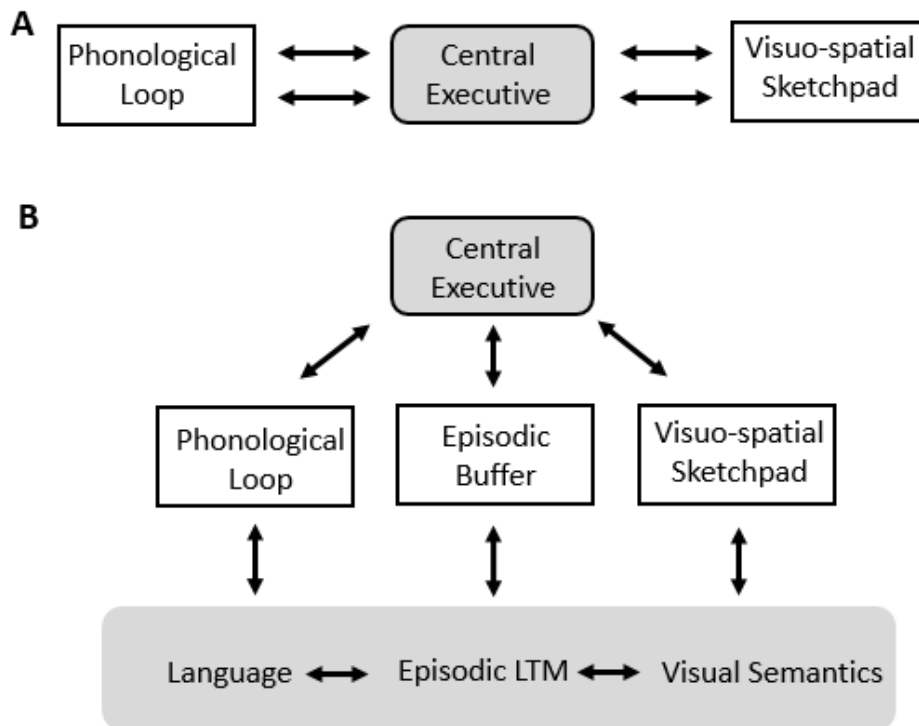 A
Phonological
Loop
Central
Executive
Visuo-spatial
Sketchpad
B
Central
Executive
Phonological
Loop
Episodic
Buffer
Visuo-spatial
Sketchpad
Language
Episodic LTM
Visual Semantics